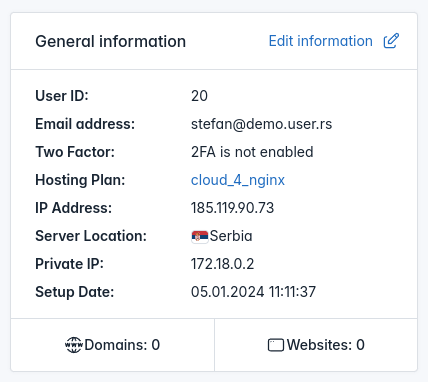 General information
Edit information
User ID: 20
Email address: stefan@demo.user.rs
Two Factor: 2FA is not enabled
Hosting Plan: cloud_4_nginx
IP Address: 185.119.90.73
Server Location: Serbia
Private IP: 172.18.0.2
Setup Date: 05.01.2024 11:11:37
Domains: 0
Websites: 0